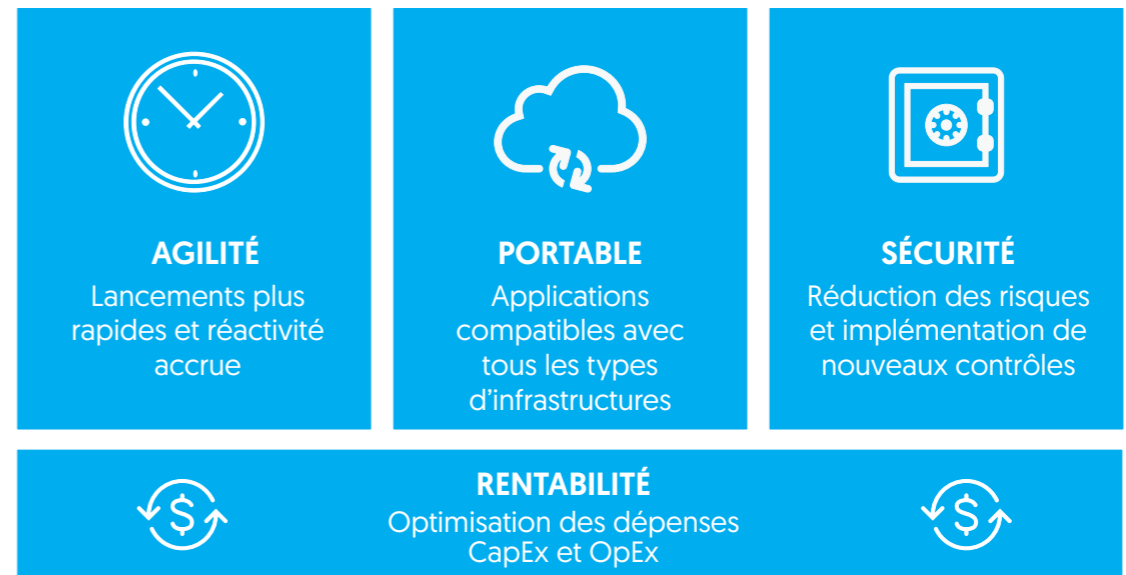 AGILITÉ
Lancements plus
rapides et réactivité
accrue
PORTABLE
Applications
compatibles avec
tous les types
d’infrastructures
SÉCURITÉ
Réduction des risques
et implémentation de
nouveaux contrôles
$
RENTABILITÉ
Optimisation des dépenses
CapEx et OpEx
$